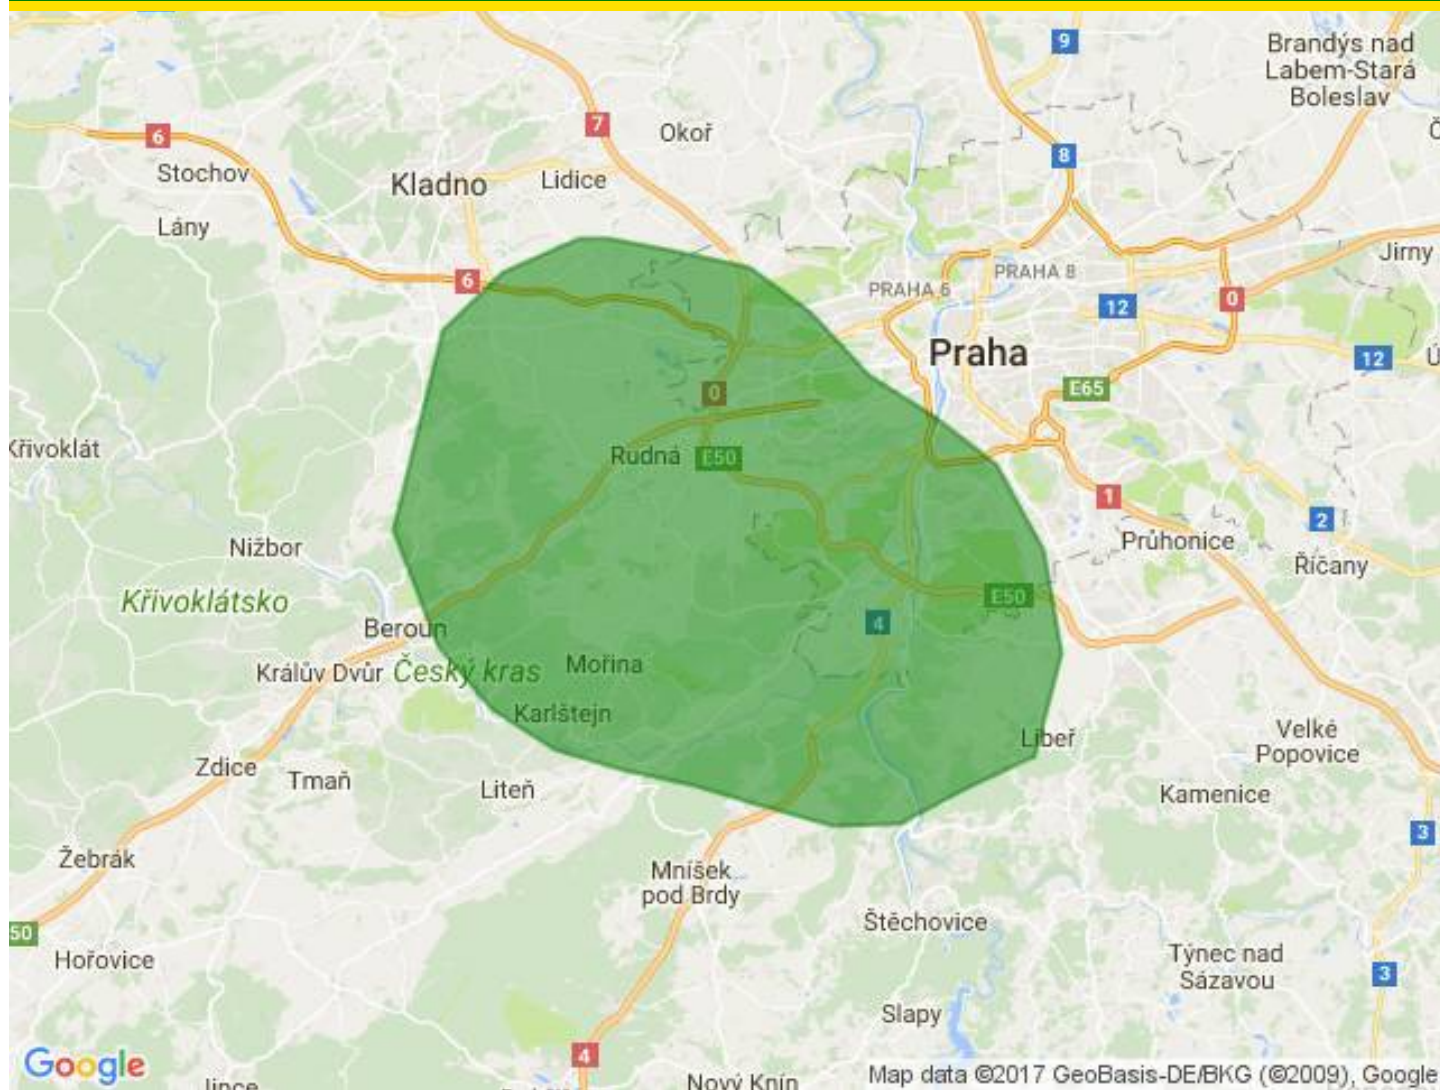 9
Brandýs nad
Labem-Stará
Boleslav
7
Okoř
6
8
Stochov
Kladno
Lidice
Lány
Jirny
PRAHA 8
6
PRAHA 6
0
12
Praha
12
0
E65
Křivoklát
Rudná
E50
1
2
Nižbor
Průhonice
Říčany
Křivoklátsko
E50
Beroun
4
Králův Dvůr
Český kras
Mořina
Karlštejn
Libeř
Velké
Popovice
Zdice
Tmaň
Liteň
Kamenice
3
Žebrák
Mníšek
pod Brdy
Štěchovice
50
Hořovice
Týnec nad
Sázavou
3
Slapy
Google
4
Nový Knín
Map data ©2017 GeoBasis-DE/BKG (©2009), Google